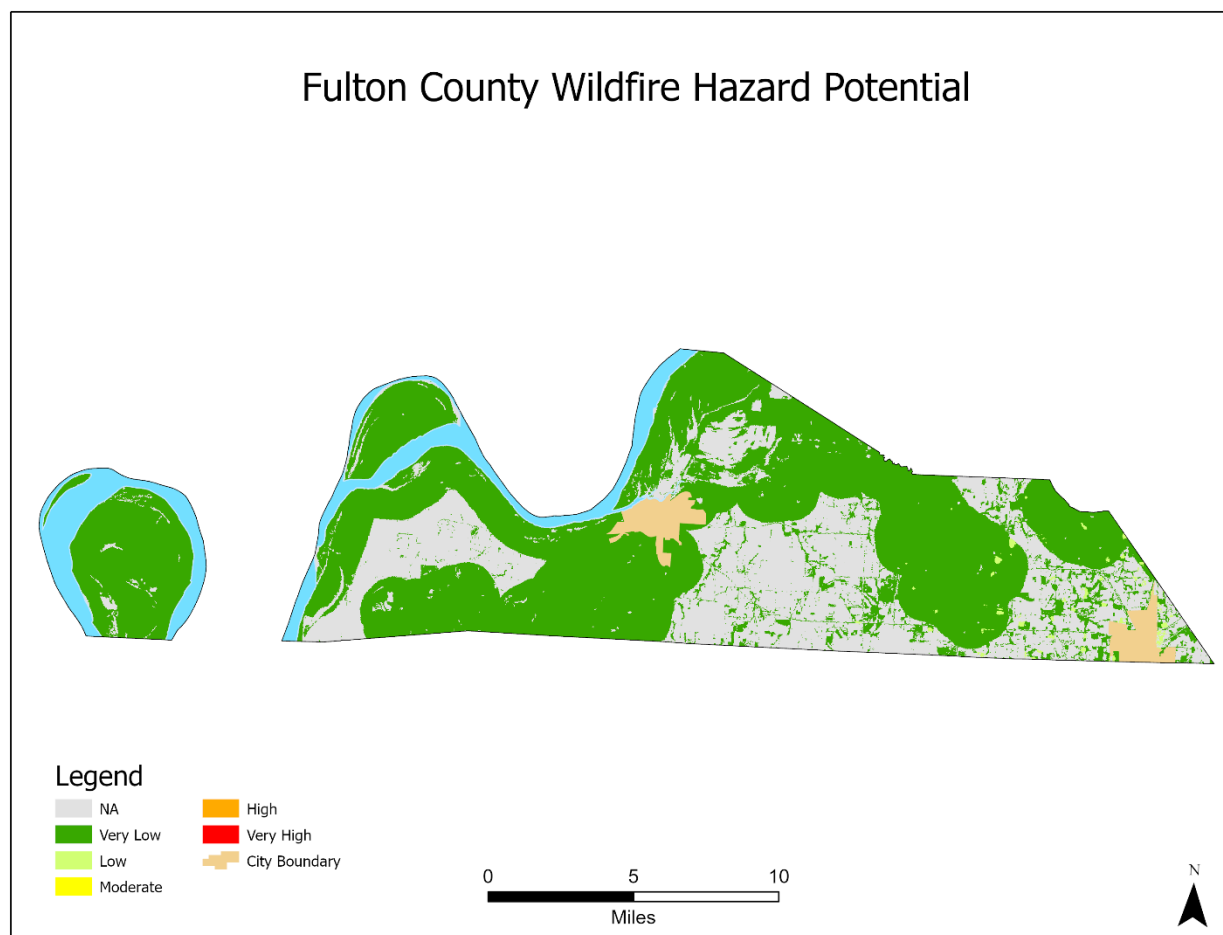 Fulton County Wildfire Hazard Potential
Legend
NA
Very Low
Low
Moderate
High
Very High
City Boundary
0 5 10
Miles
N